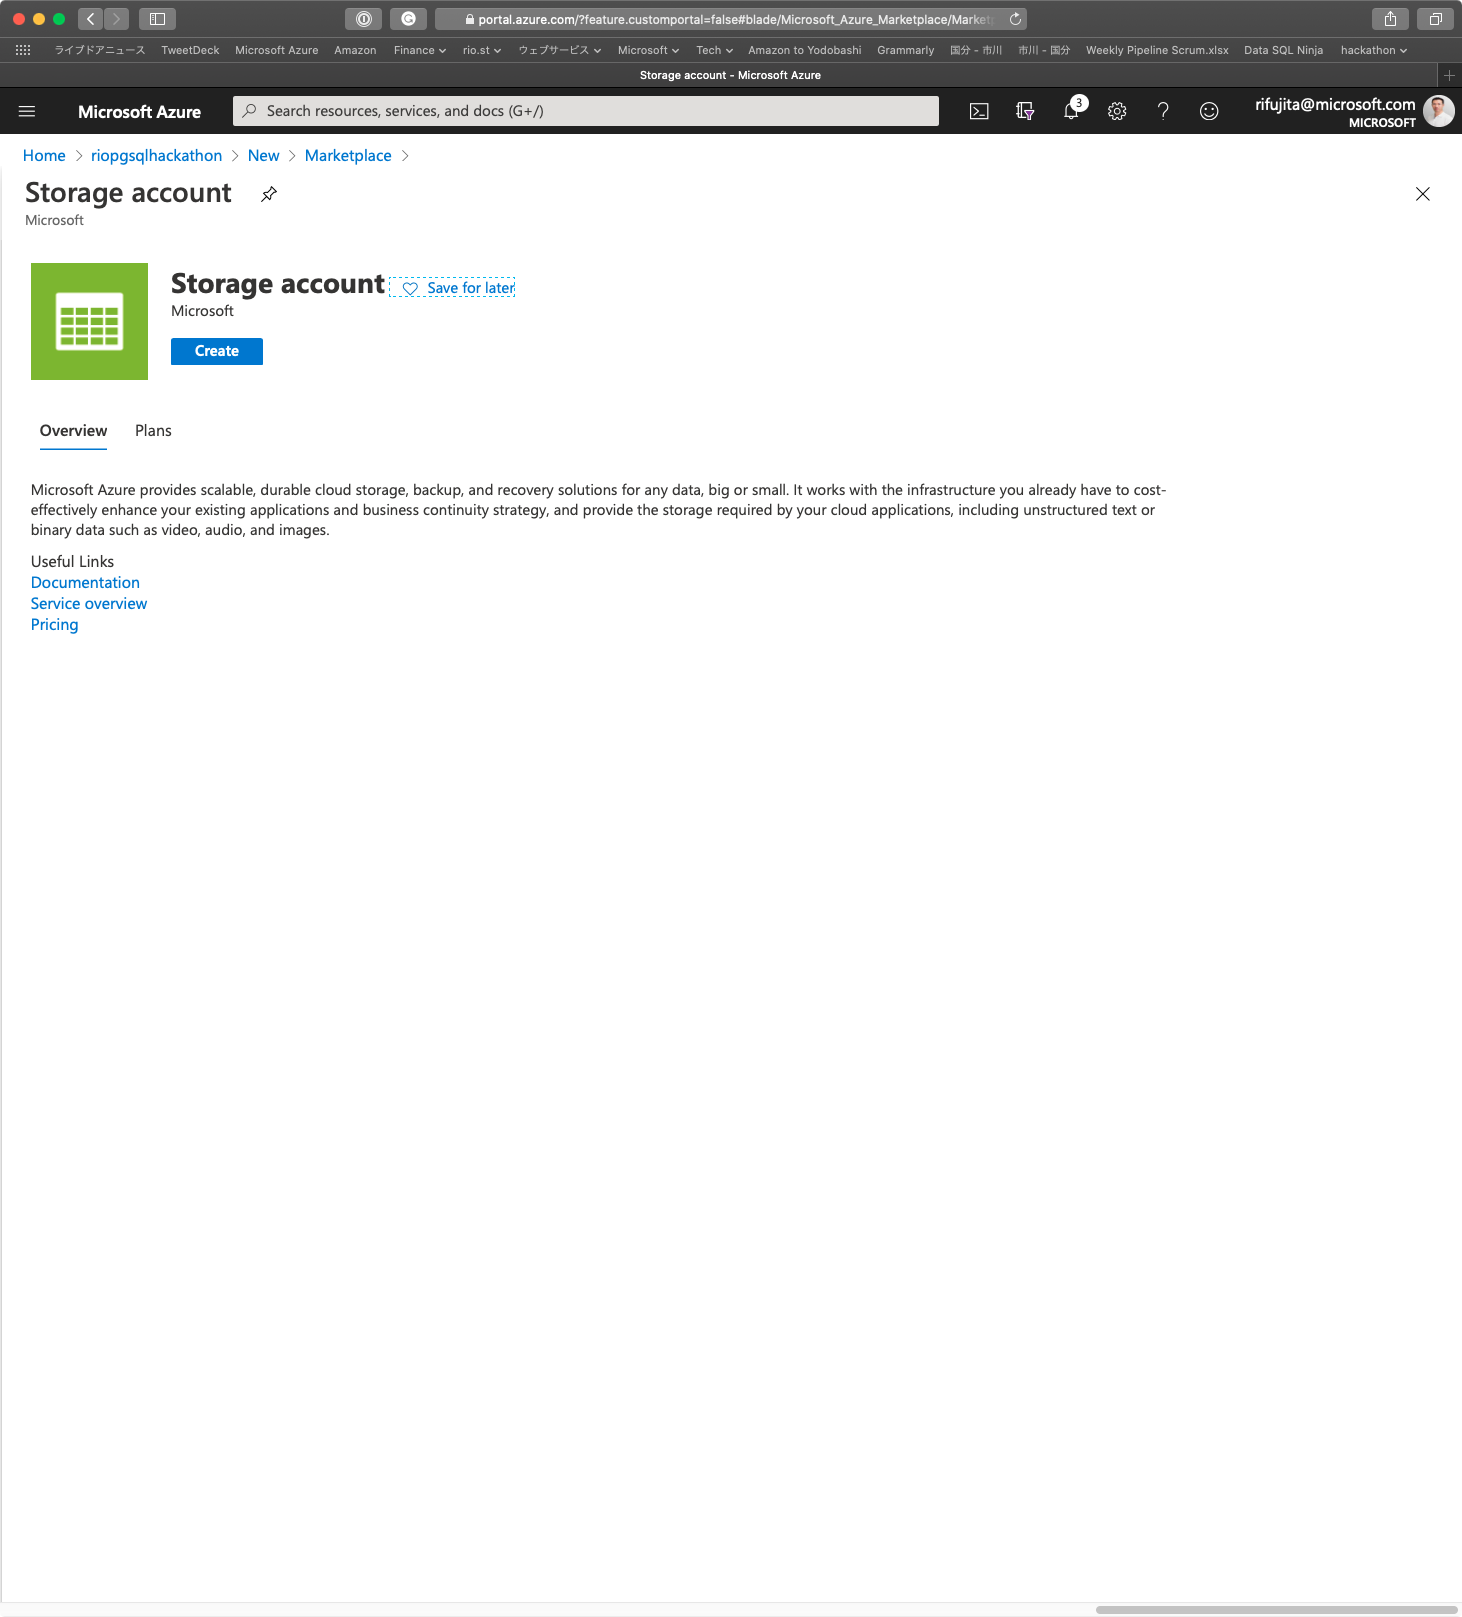 portal.azure.com/?feature.customportal=false#blade/Microsoft_Azure_Marketplace/Market
ライブドアニュース TweetDeck Microsoft Azure Amazon Finance rio.st ウェブサービス Microsoft Tech Amazon to Yodobashi Grammarly 国分 - 市川 市川 - 国分 Weekly Pipeline Scrum.xlsx Data SQL Ninja hackathon
Storage account - Microsoft Azure
Microsoft Azure Search resources, services, and docs (G+/) 3 rifujita@microsoft.com
MICROSOFT
Home > riopgsqlhackathon > New > Marketplace >
Storage account
Microsoft
Storage account Save for later
Microsoft
Create
Overview Plans
Microsoft Azure provides scalable, durable cloud storage, backup, and recovery solutions for any data, big or small. It works with the infrastructure you already have to cost-
effectively enhance your existing applications and business continuity strategy, and provide the storage required by your cloud applications, including unstructured text or
binary data such as video, audio, and images.
Useful Links
Documentation
Service overview
Pricing